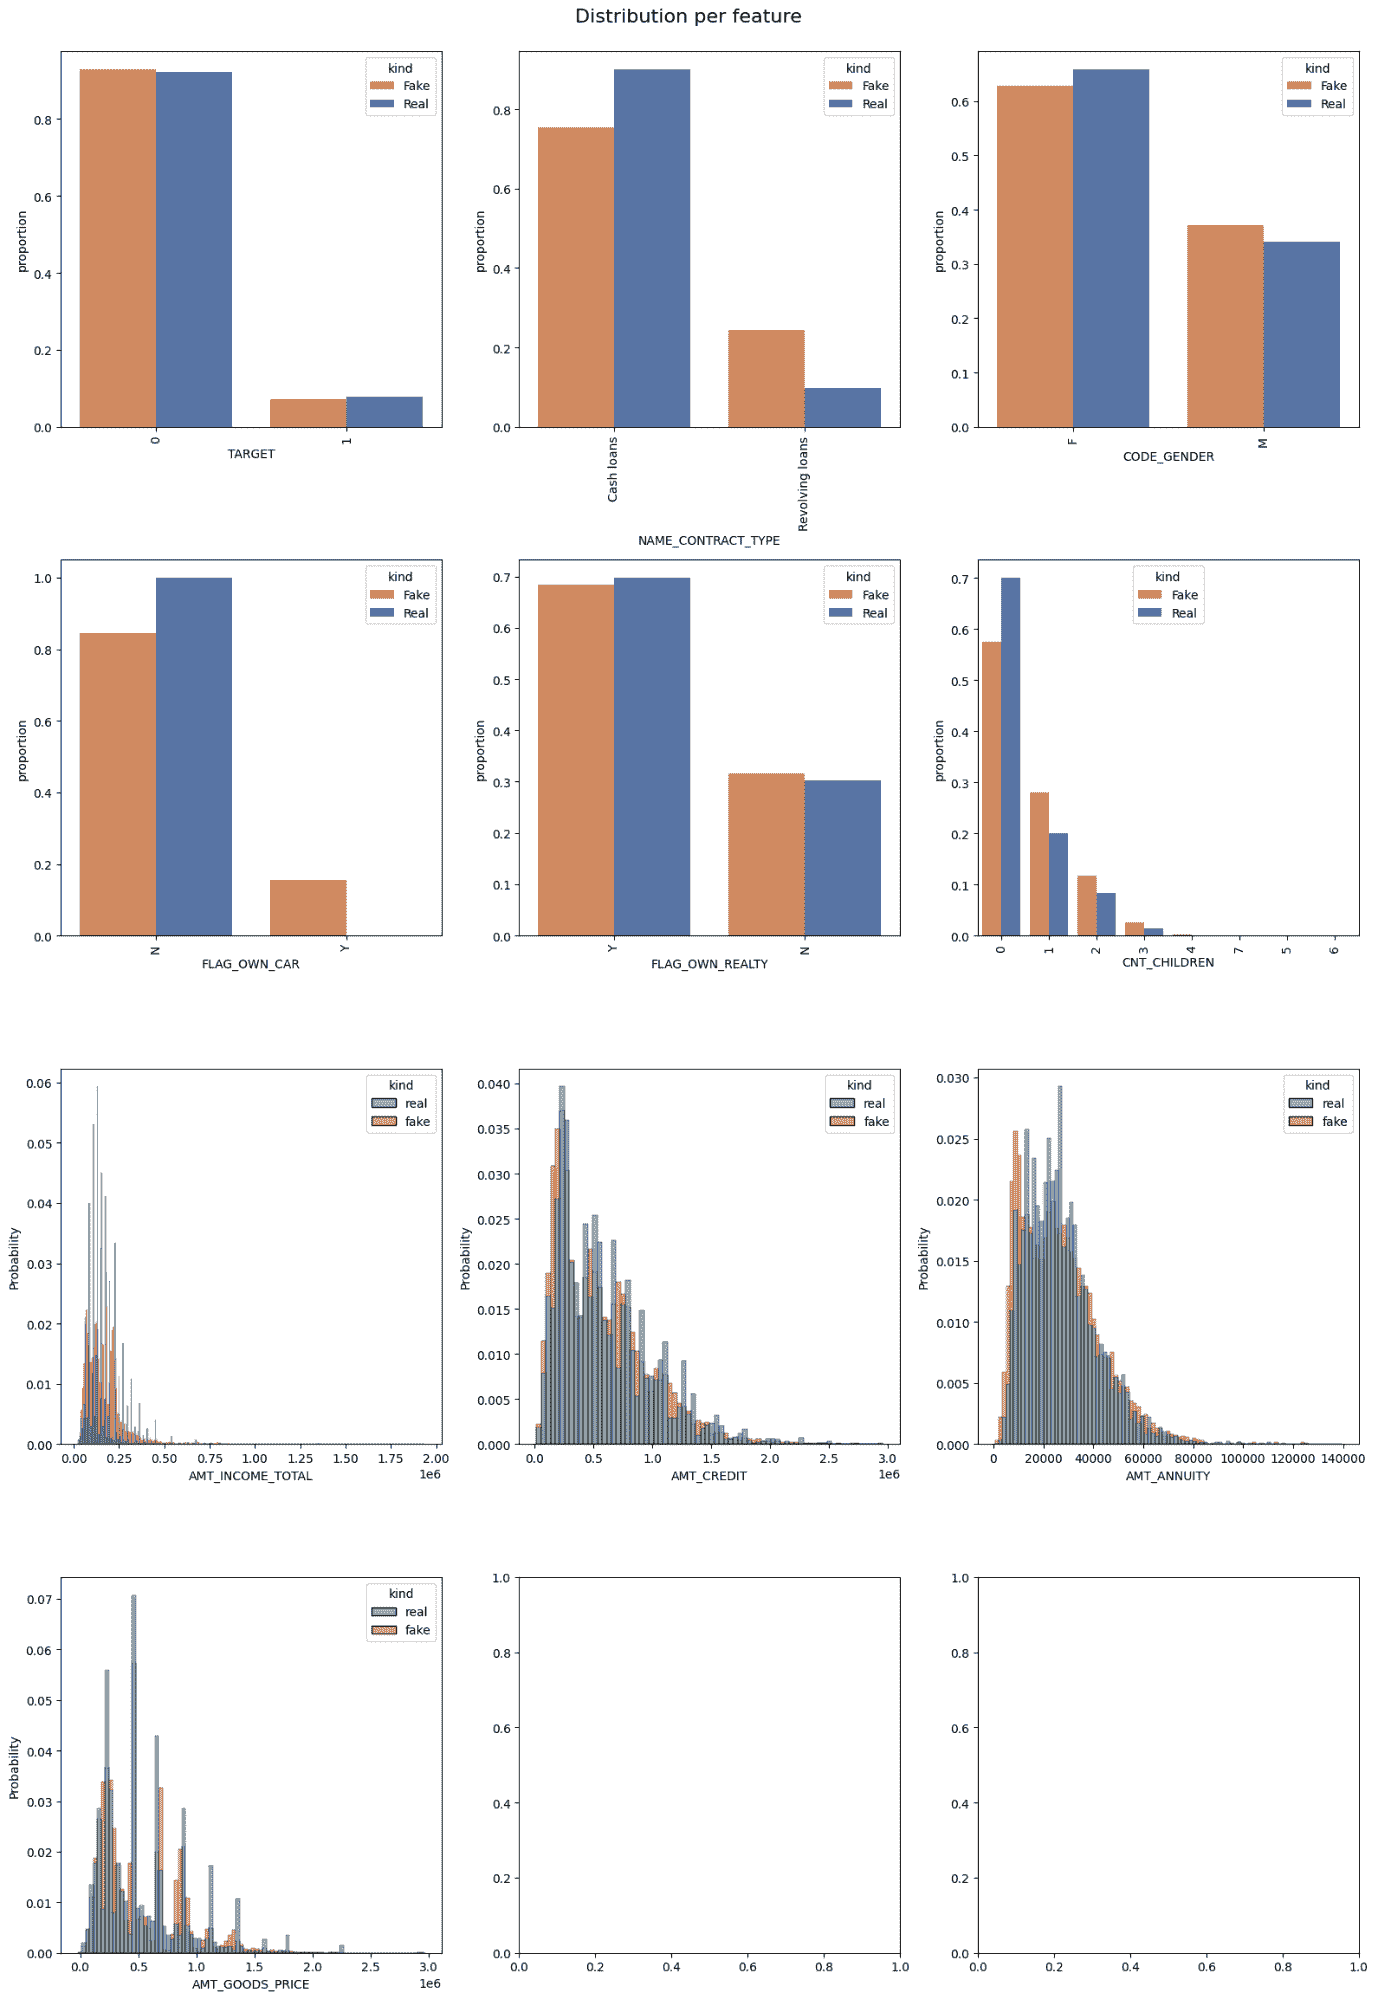 Distribution per feature
kind
Fake
Real
0.8
0.6
0.4
0.2
0.0
proportion
0
1
TARGET
kind
Fake
Real
0.8
0.6
0.4
0.2
0.0
proportion
Cash loans
Revolving loans
NAME_CONTRACT_TYPE
kind
Fake
Real
0.6
0.5
0.4
0.3
0.2
0.1
0.0
proportion
F
M
CODE_GENDER
kind
Fake
Real
1.0
0.8
0.6
0.4
0.2
0.0
proportion
N
Y
FLAG_OWN_CAR
kind
Fake
Real
0.7
0.6
0.5
0.4
0.3
0.2
0.1
0.0
proportion
Y
N
FLAG_OWN_REALTY
kind
Fake
Real
0.7
0.6
0.5
0.4
0.3
0.2
0.1
0.0
proportion
0
1
2
3
4
7
5
6
CNT_CHILDREN
kind
real
fake
0.06
0.05
0.04
0.03
0.02
0.01
0.00
Probability
0.00 0.25 0.50 0.75 1.00 1.25 1.50 1.75 2.00
AMT_INCOME_TOTAL
1e6
kind
real
fake
0.040
0.035
0.030
0.025
0.020
0.015
0.010
0.005
0.000
Probability
0.0 0.5 1.0 1.5 2.0 2.5 3.0
AMT_CREDIT
1e6
kind
real
fake
0.030
0.025
0.020
0.015
0.010
0.005
0.000
Probability
0 20000 40000 60000 80000 100000 120000 140000
AMT_ANNUITY
kind
real
fake
0.07
0.06
0.05
0.04
0.03
0.02
0.01
0.00
Probability
0.0 0.5 1.0 1.5 2.0 2.5 3.0
AMT_GOODS_PRICE
1e6
1.0
0.8
0.6
0.4
0.2
0.0
0.0 0.2 0.4 0.6 0.8 1.0
1.0
0.8
0.6
0.4
0.2
0.0
0.0 0.2 0.4 0.6 0.8 1.0